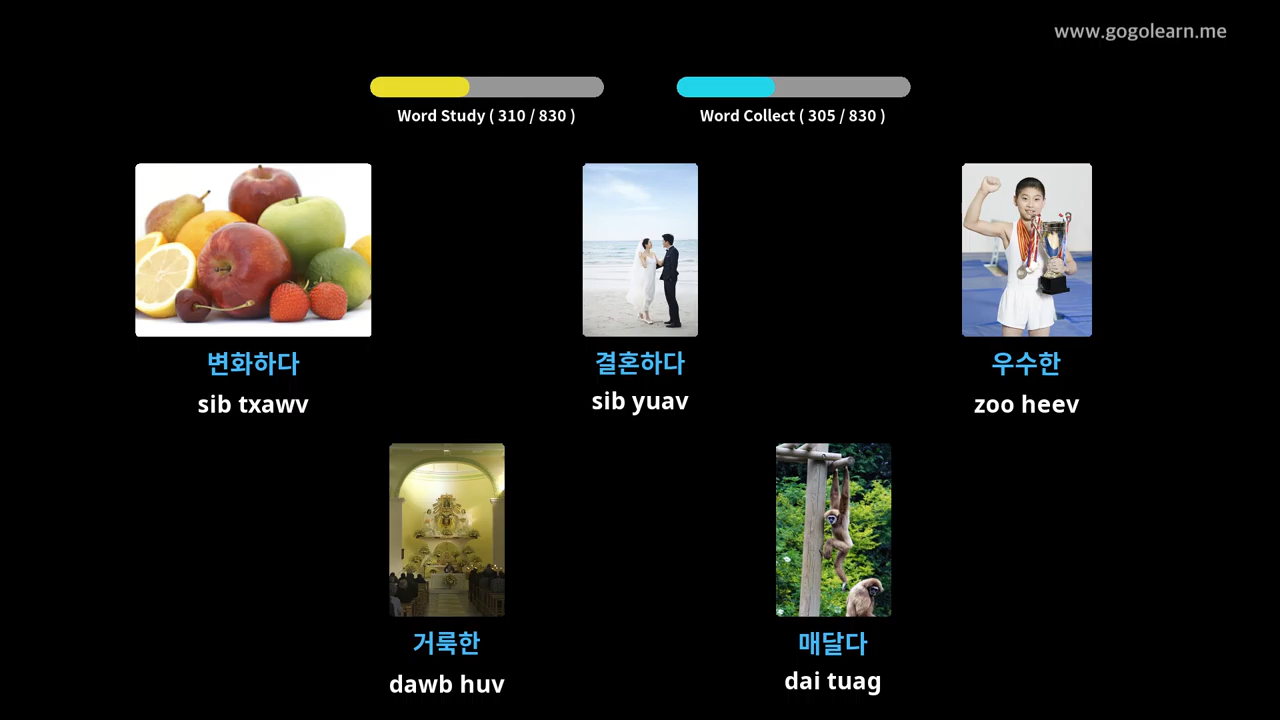 www.gogolearn.me
Word Study ( 310 / 830 )
Word Collect ( 305 / 830 )
변화하다
sib txawv
결혼하다
sib yuav
우수한
zoo heev
거룩한
dawb huv
매달다
dai tuag